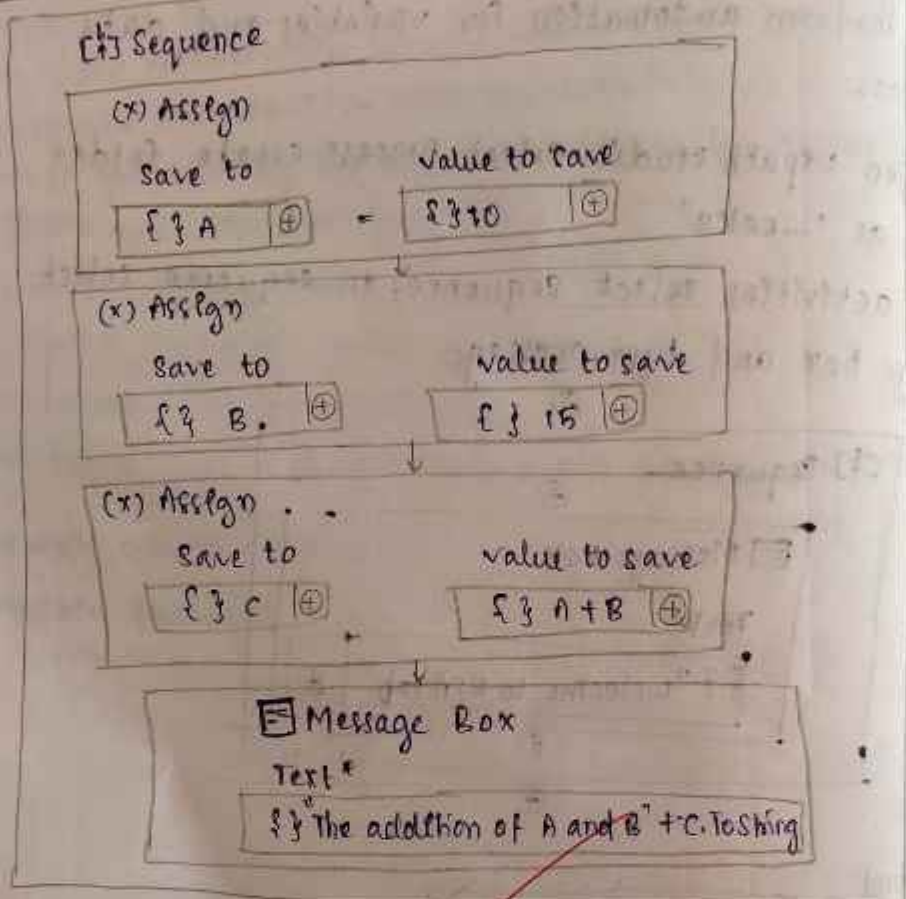 [÷] Sequence
(x) Assign
Save to
Value to save
{ } A ⊕ = { } 10 ⊕
(x) Assign
Save to
value to save
{ } B. ⊕
{ } 15 ⊕
(x) Assign . .
Save to
value to save
{ } C ⊕
{ } A + B ⊕
Message Box
Text *
{ } "The addition of A and B" + C.ToString